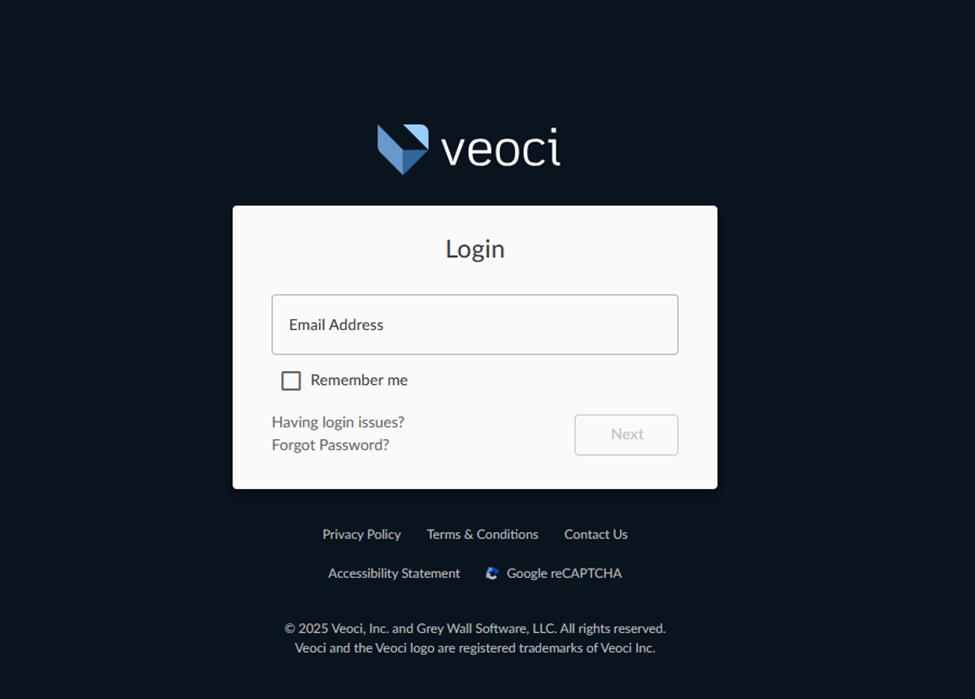 veoci
Login
Email Address
Remember me
Having login issues?
Forgot Password?
Next
Privacy Policy Terms & Conditions Contact Us
Accessibility Statement Google reCAPTCHA
© 2025 Veoci, Inc. and Grey Wall Software, LLC. All rights reserved.
Veoci and the Veoci logo are registered trademarks of Veoci Inc.